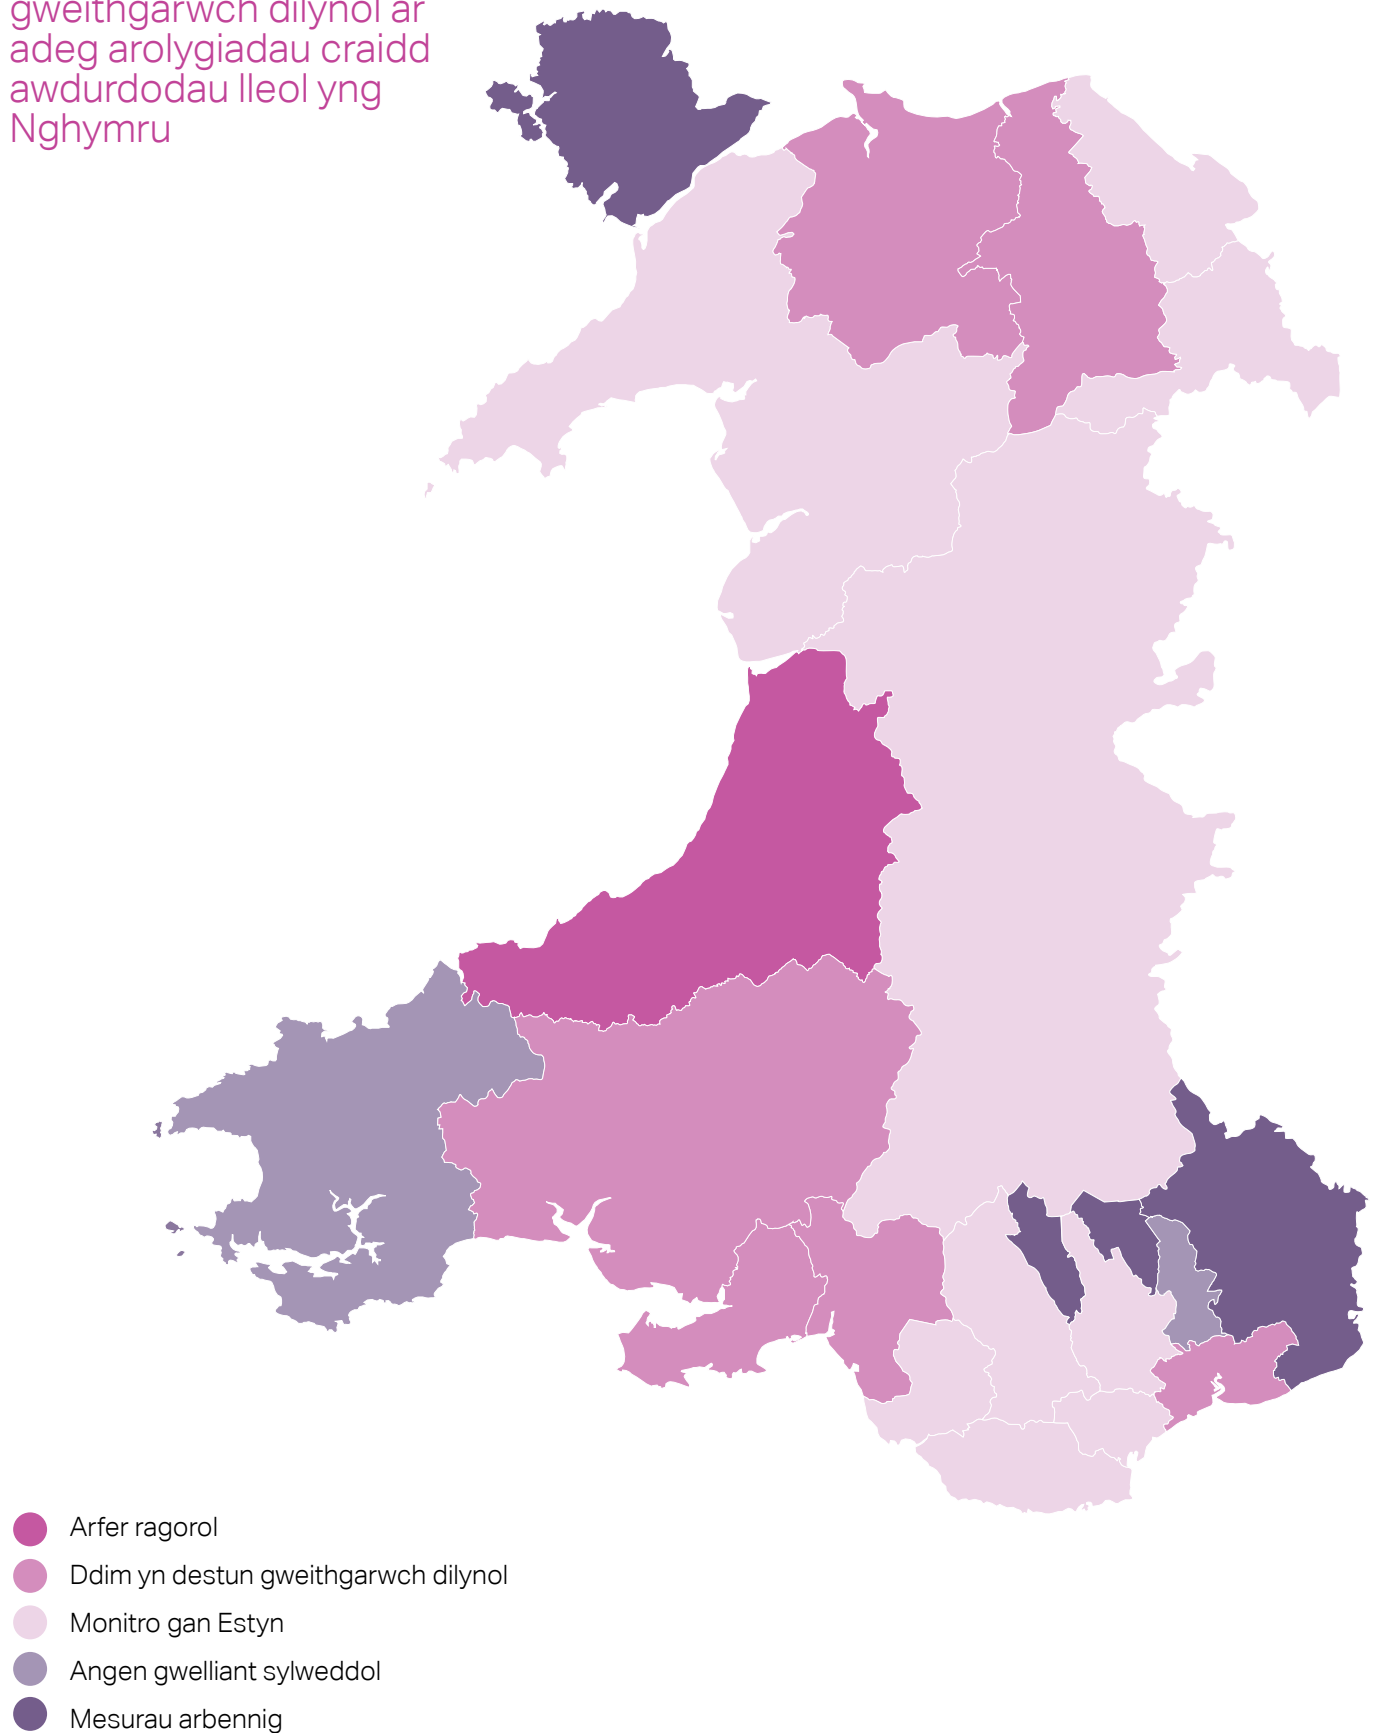 gweithgarwch dilynol ar
adeg arolygiadau craidd
awdurdodau lleol yng
Nghymru
Arfer ragorol
Ddim yn destun gweithgarwch dilynol
Monitro gan Estyn
Angen gwelliant sylweddol
Mesurau arbennig